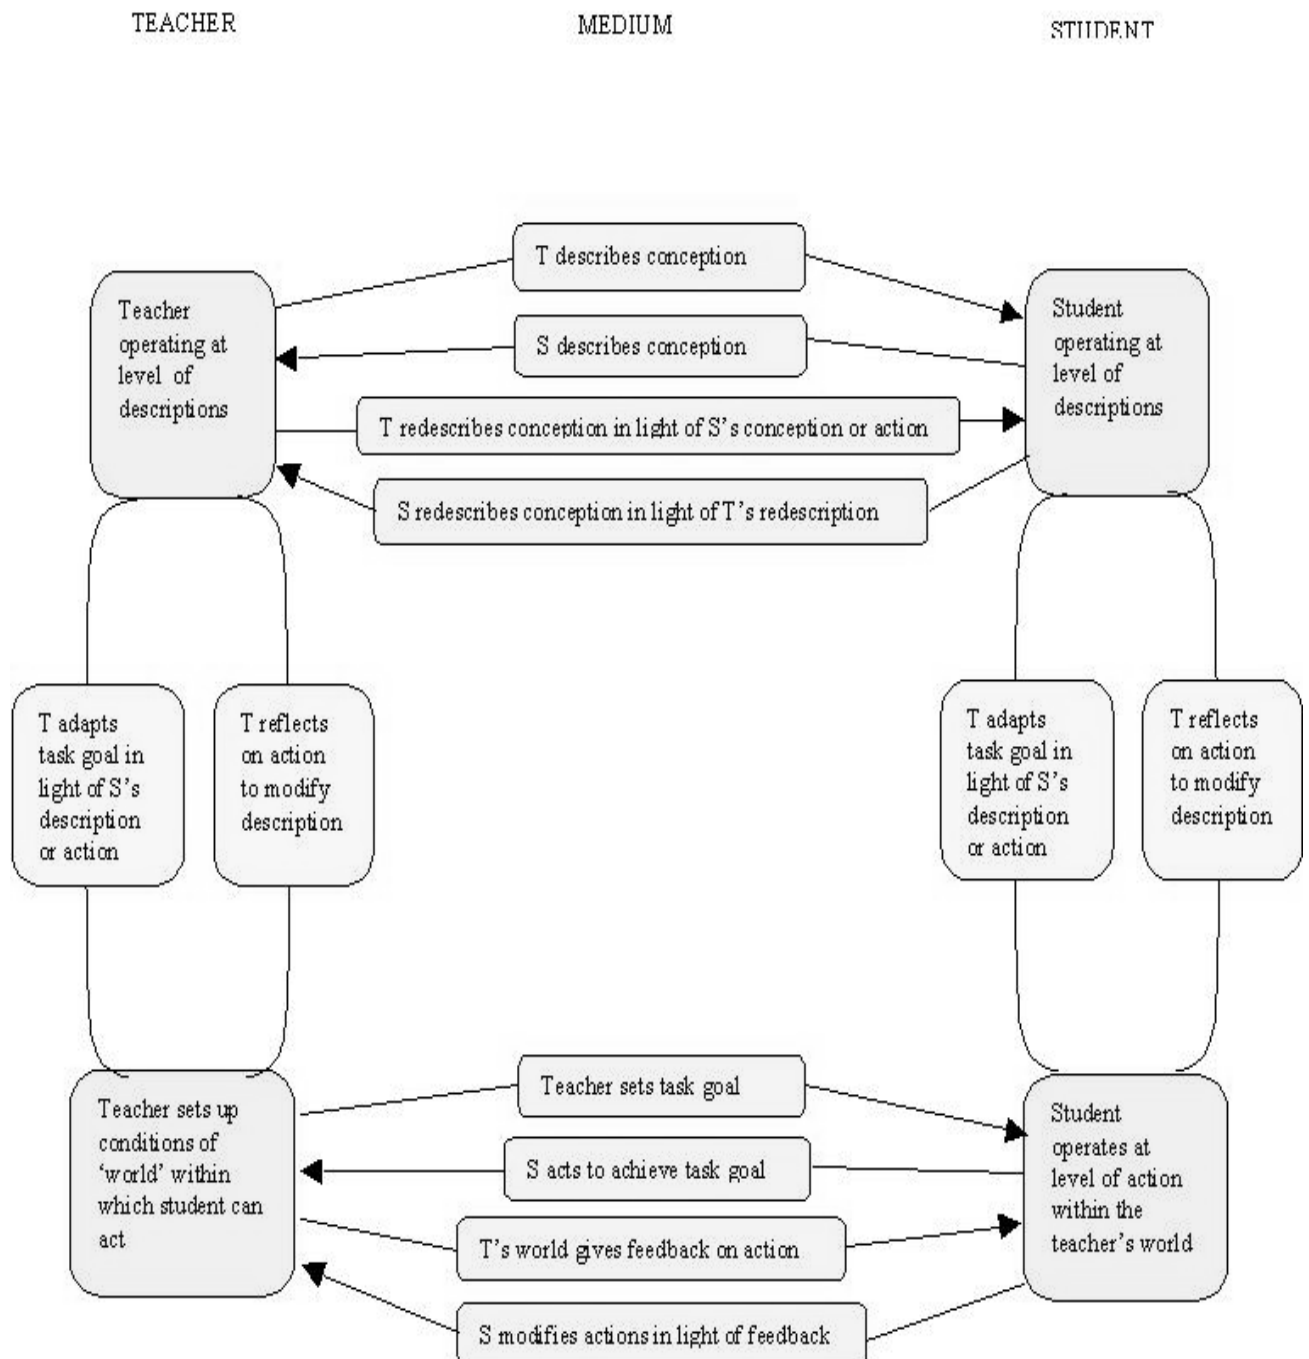 TEACHER
MEDIUM
STUDENT
T describes conception
Teacher
operating at
level of
descriptions
S describes conception
Student
operating at
level of
descriptions
T redescribes conception in light of S's conception or action
S redescribes conception in light of T's redescription
T adapts
task goal in
light of S's
description
or action
T reflects
on action
to modify
description
T adapts
task goal in
light of S's
description
or action
T reflects
on action
to modify
description
Teacher sets up
conditions of
‘world’ within
which student can
act
Teacher sets task goal
S acts to achieve task goal
T's world gives feedback on action
S modifies actions in light of feedback
Student
operates at
level of action
within the
teacher's world